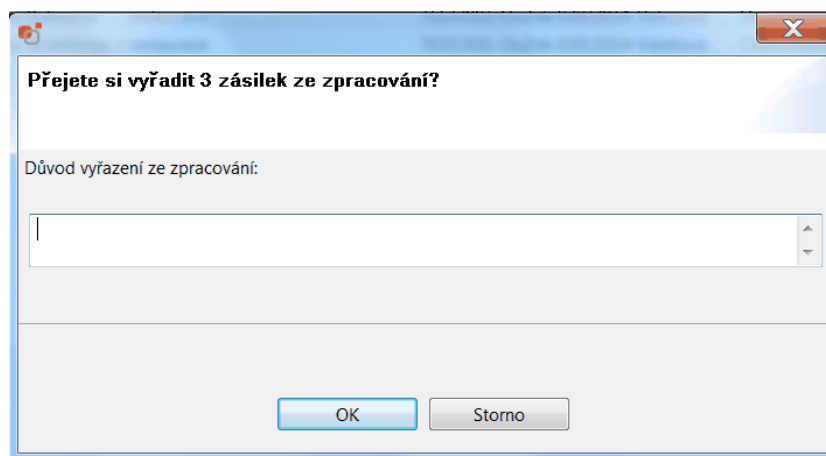 Přejete si vyřadit 3 zásilek ze zpracování?
Důvod vyřazení ze zpracování:
OK
Storno